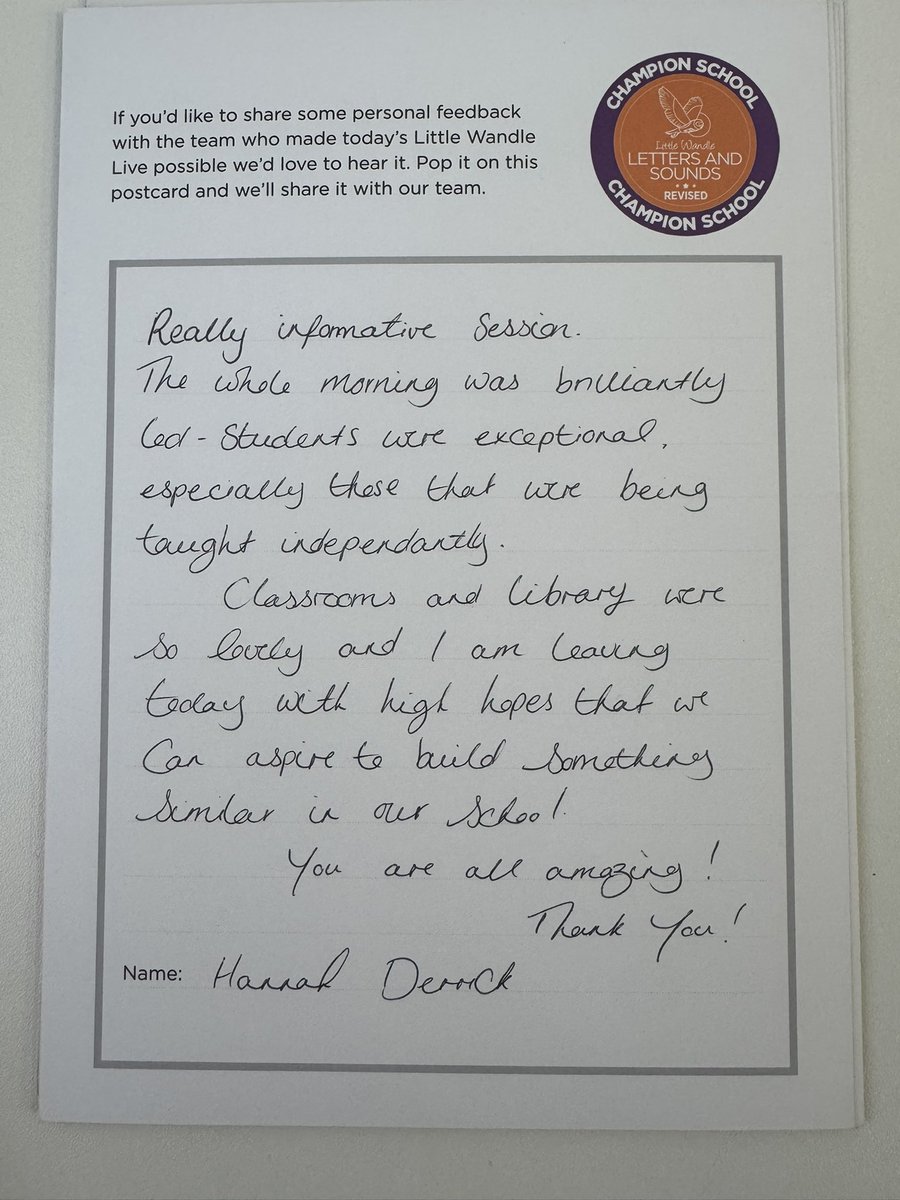 If you'd like to share some personal feedback
with the team who made today's Little Wandle
Live possible we'd love to hear it. Pop it on this
postcard and we'll share it with our team.
CHAMPION SCHOOL
Little Wandle
LETTERS AND
SOUNDS
REVISED
CHAMPION SCHOOL
Really informative Session.
The whole morning was brilliantly
led - Students were exceptional,
especially those that were being
taught independantly.
Classrooms and library were
so lovely and I am leaving
today with high hopes that we
Can aspire to build something
similar in our school.
You are all amazing!
Thank You!
Name: Hannah Derrick